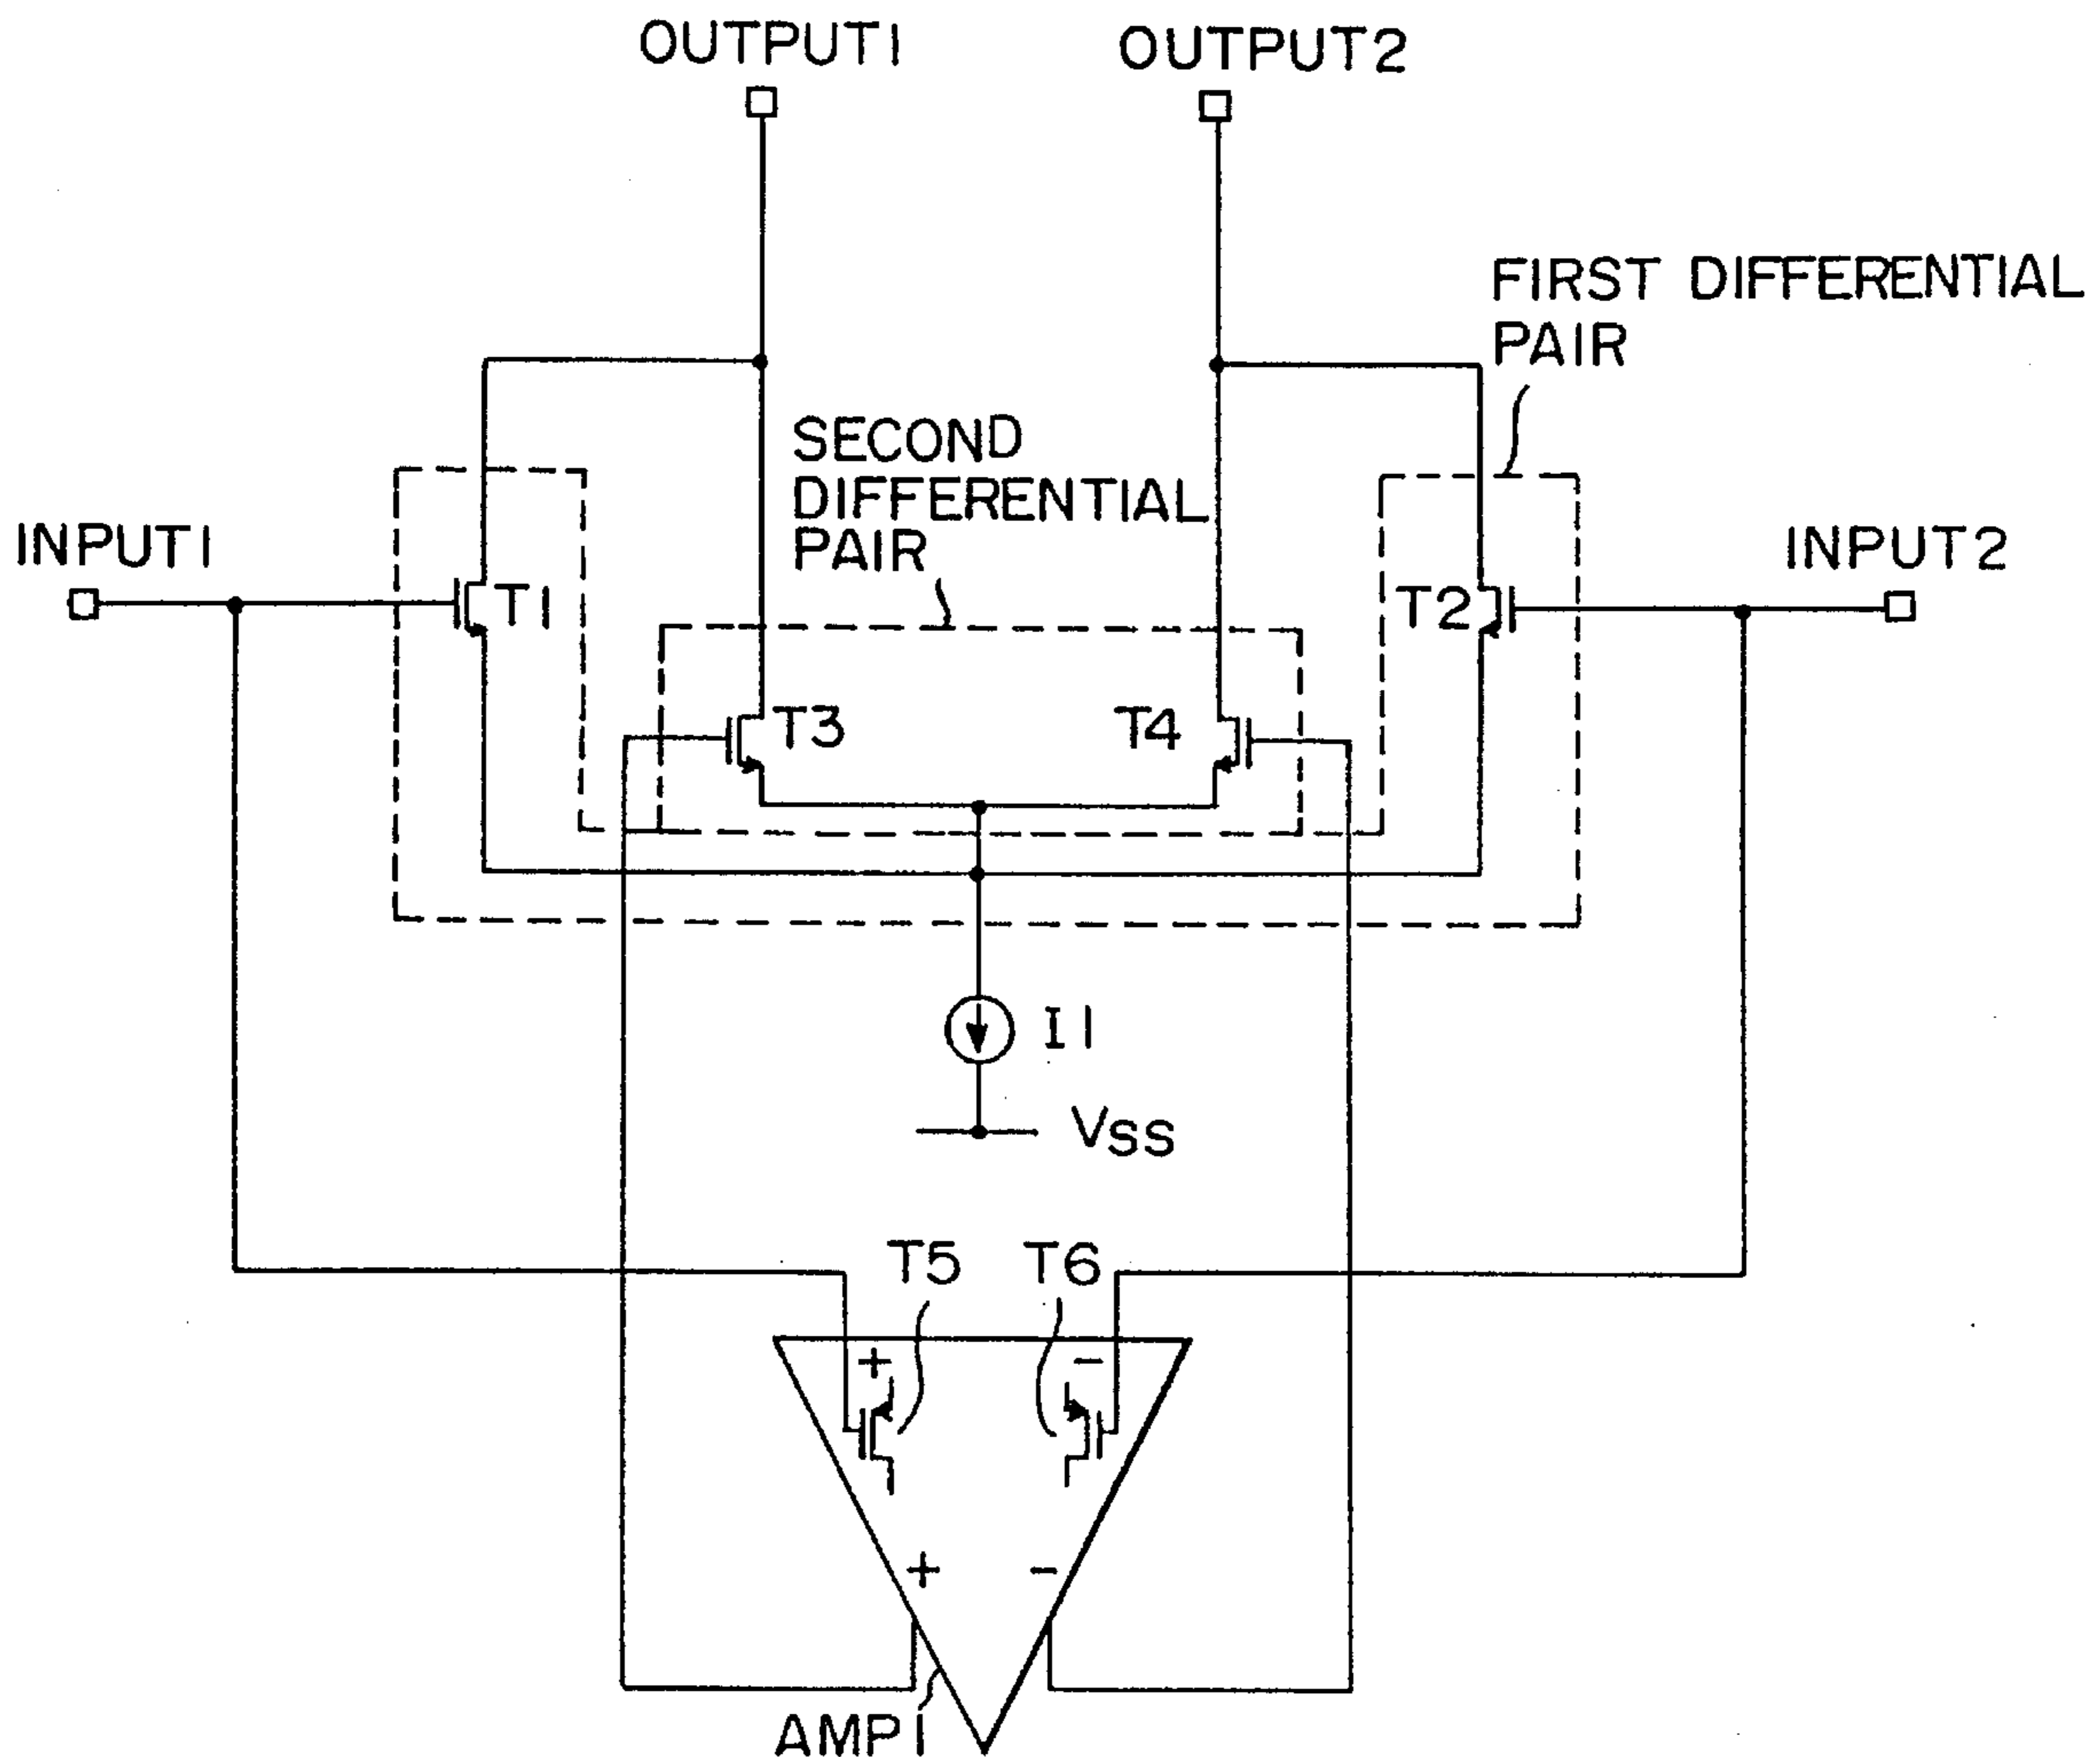 OUTPUT1
OUTPUT2
FIRST DIFFERENTIAL
PAIR
SECOND
DIFFERENTIAL
PAIR
INPUT1
T1
T2
INPUT2
T3
T4
I1
VSS
T5
T6
+
−
+
−
AMP1